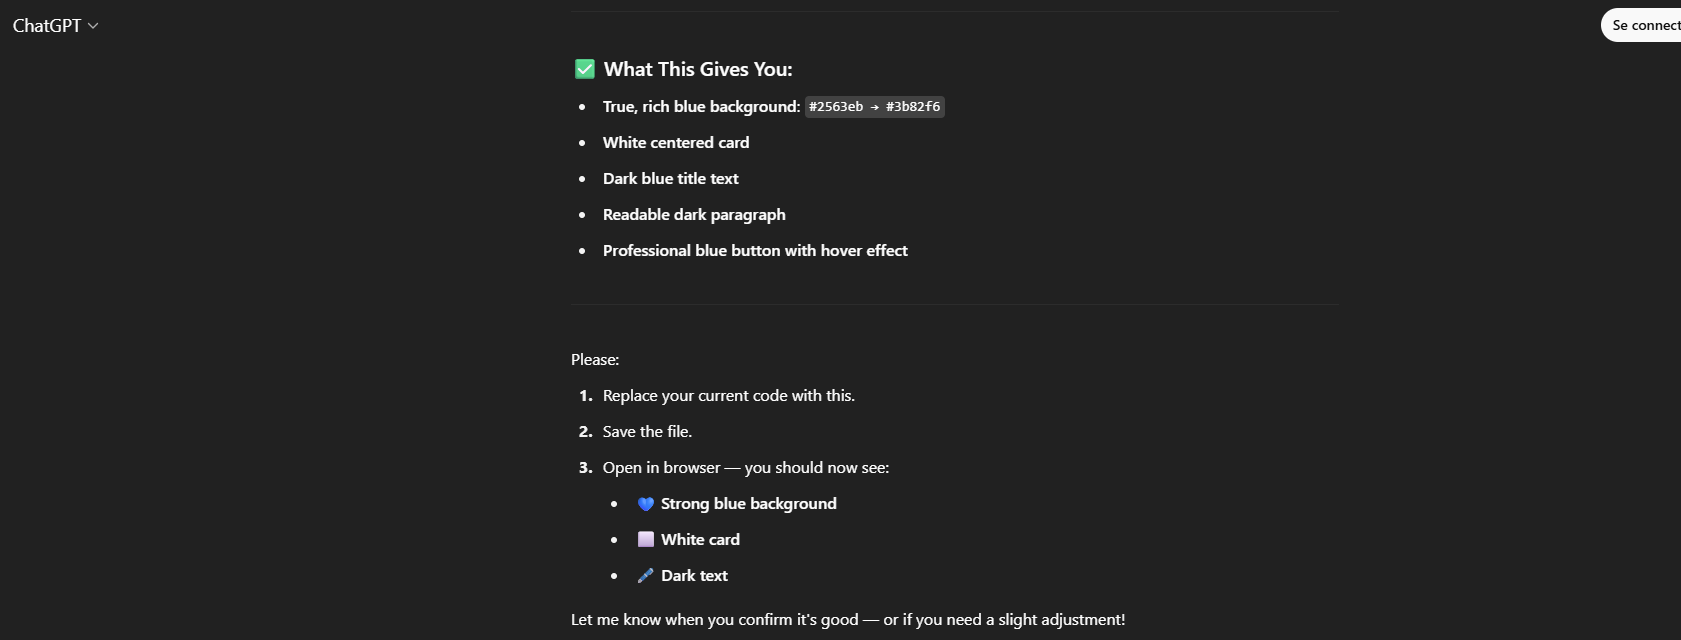 ChatGPT
Se connect
✅ What This Gives You:
• True, rich blue background: #2563eb → #3b82f6
• White centered card
• Dark blue title text
• Readable dark paragraph
• Professional blue button with hover effect
Please:
1. Replace your current code with this.
2. Save the file.
3. Open in browser — you should now see:
• 💙 Strong blue background
• ⬜ White card
• 🖊️ Dark text
Let me know when you confirm it's good — or if you need a slight adjustment!